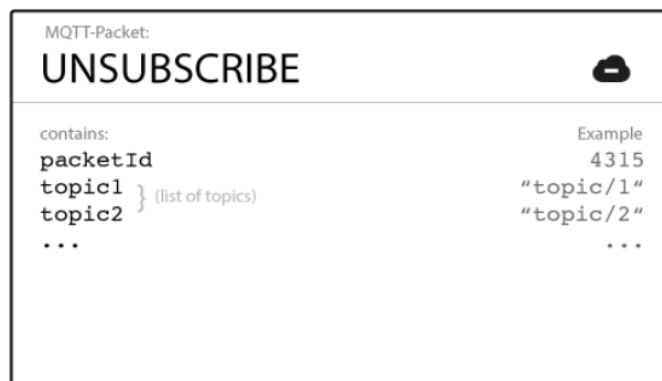 MQTT-Packet:
UNSUBSCRIBE
contains: Example
packetId 4315
topic1 } (list of topics) “topic/1“
topic2 “topic/2“
... ...